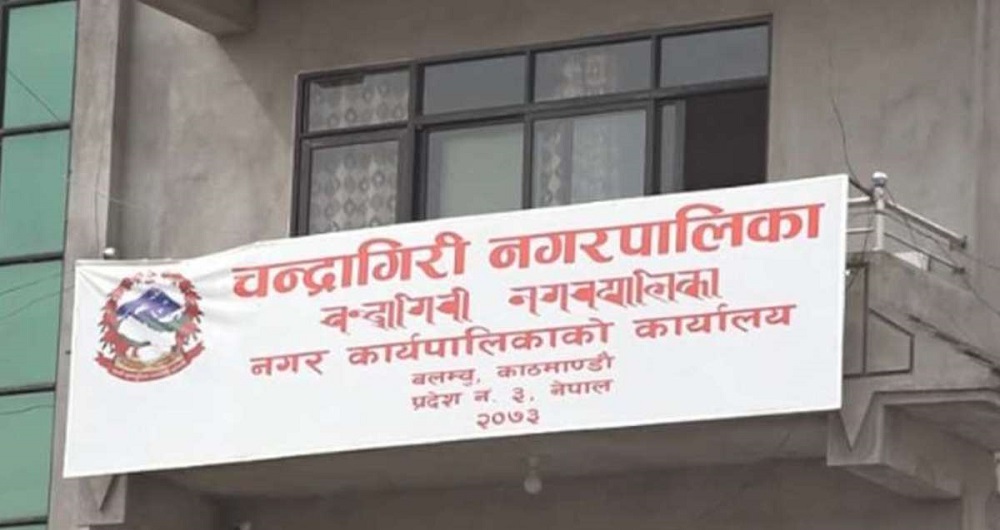 चन्द्रागिरी नगरपालिका
नगर कार्यपालिकाको कार्यालय
बलम्बु, काठमाण्डौ
प्रदेश न. ३, नेपाल
२०७३